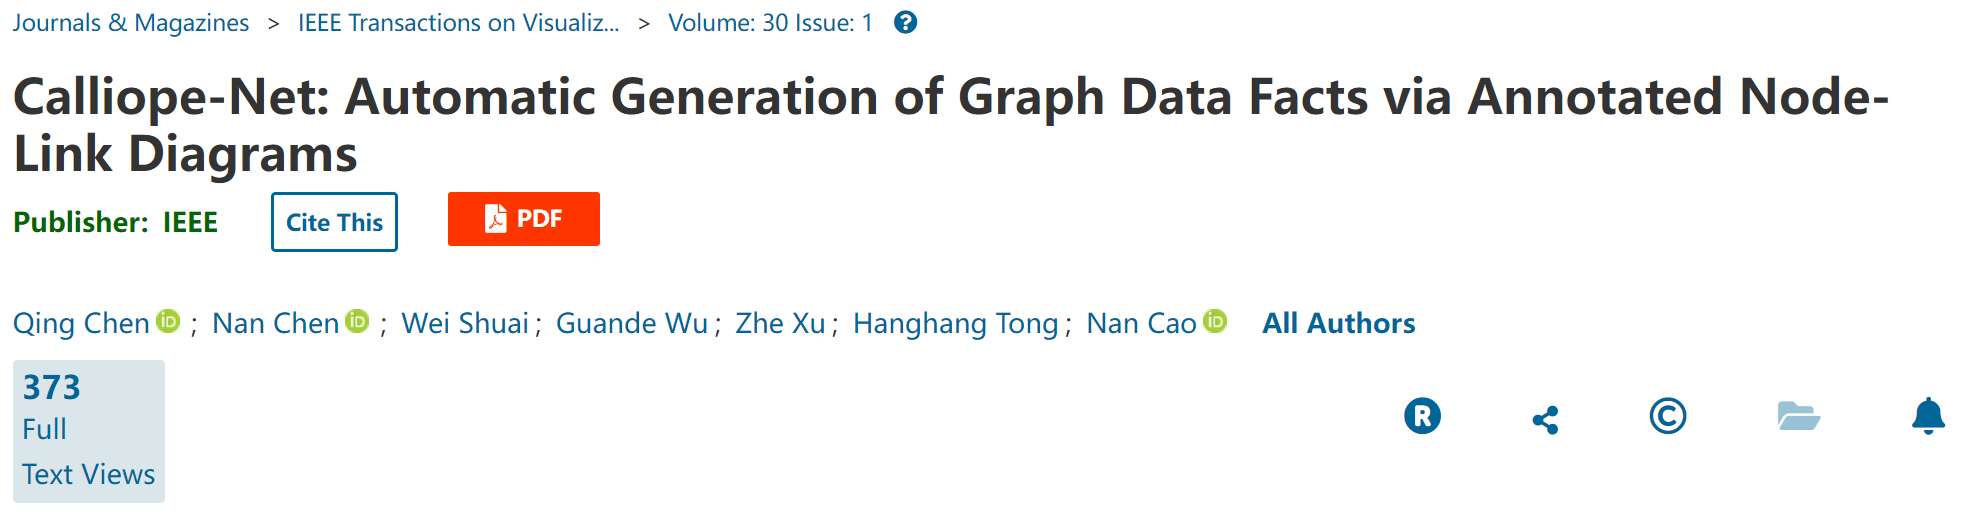 Journals & Magazines > IEEE Transactions on Visualiz... > Volume: 30 Issue: 1 ?
Calliope-Net: Automatic Generation of Graph Data Facts via Annotated Node-
Link Diagrams
Publisher: IEEE Cite This PDF
Qing Chen iD ; Nan Chen iD ; Wei Shuai ; Guande Wu ; Zhe Xu ; Hanghang Tong ; Nan Cao iD All Authors
373
Full
Text Views
R ©